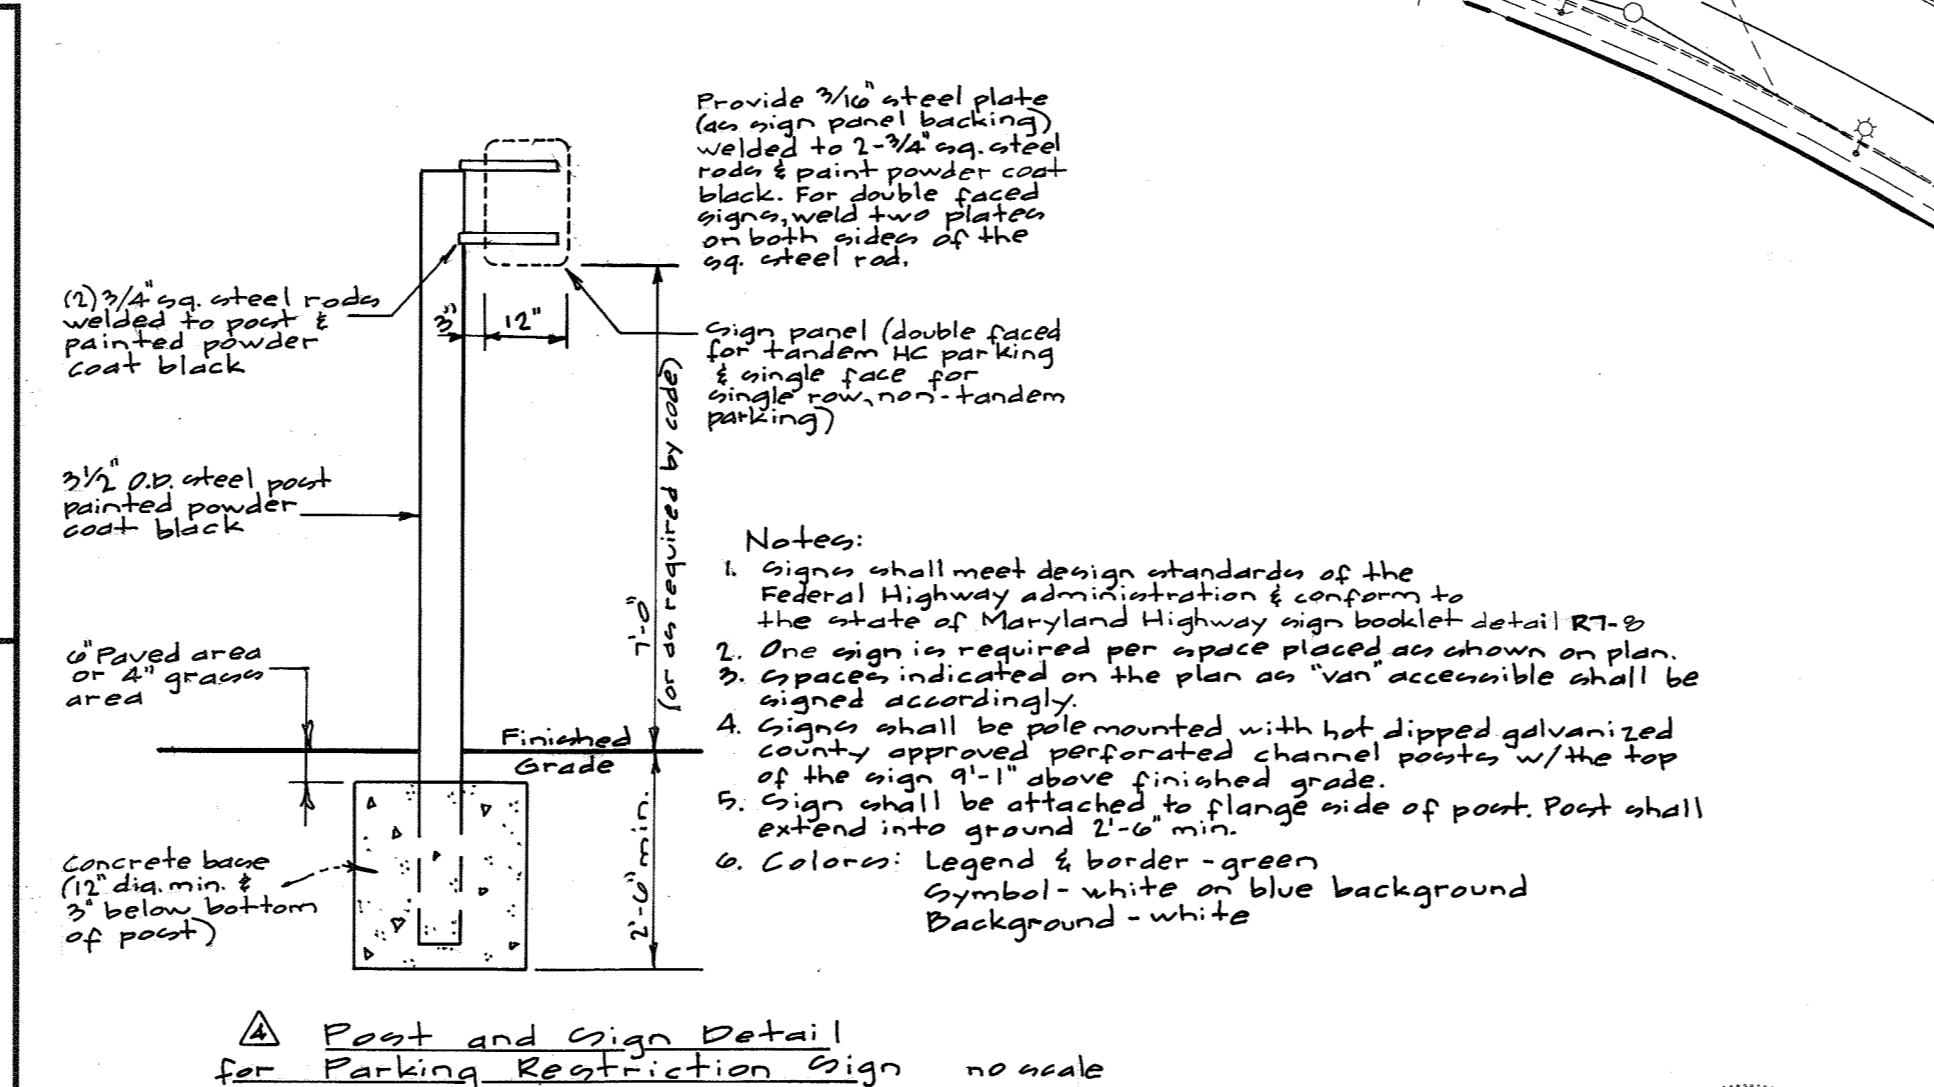 Provide 3/16" steel plate
(as sign panel backing)
welded to 2-3/4" sq. steel
rods & paint powder coat
black. For double faced
signs, weld two plates
on both sides of the
sq. steel rod.
(2) 3/4" sq. steel rods
welded to post &
painted powder
coat black
3"
12"
Sign panel (double faced
for tandem HC parking
& single face for
single row, non-tandem
parking)
3 1/2" O.D. steel post
painted powder
coat black
7'-0"
(or as required by code)
6" Paved area
or 4" grass
area
Finished
Grade
2'-6" min.
Concrete base
(12" dia. min. &
3" below bottom
of post)
Notes:
1. Signs shall meet design standards of the
Federal Highway administration & conform to
the state of Maryland Highway sign booklet detail R7-8
2. One sign is required per space placed as shown on plan.
3. Spaces indicated on the plan as "van" accessible shall be
signed accordingly.
4. Signs shall be pole mounted with hot dipped galvanized
county approved perforated channel posts w/the top
of the sign 9'-1" above finished grade.
5. Sign shall be attached to flange side of post. Post shall
extend into ground 2'-6" min.
6. Colors: Legend & border - green
Symbol - white on blue background
Background - white
4 Post and Sign Detail
for Parking Restriction Sign no scale